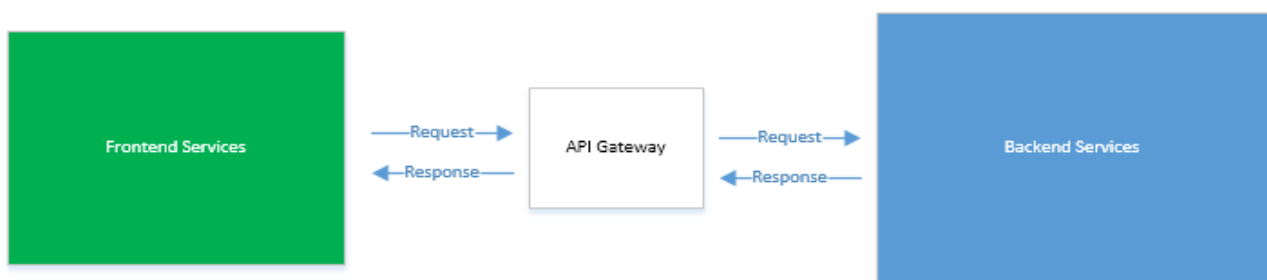 Frontend Services
Request
Response
API Gateway
Request
Response
Backend Services